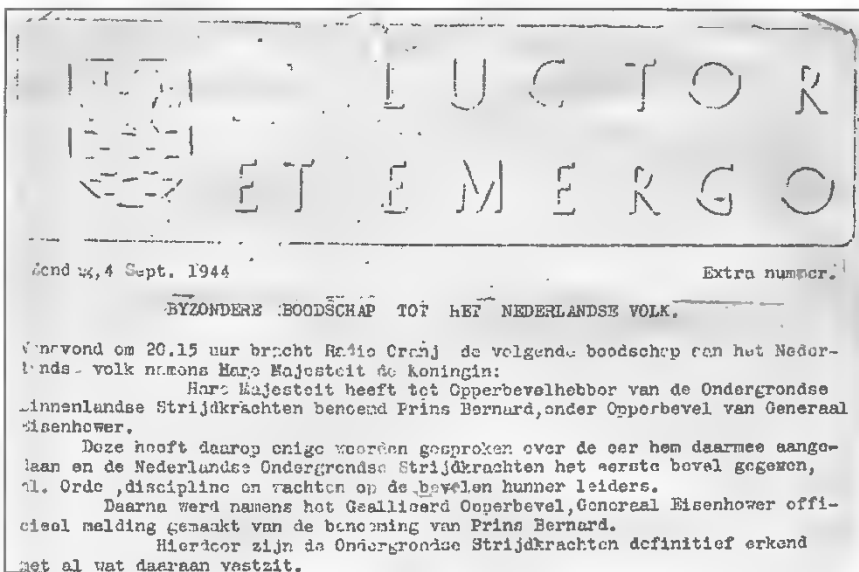 LUCTOR
ET EMERGO
4 Sept. 1944 Extra nummer.
BYZONDERE BOODSCHAP TOT HET NEDERLANDSE VOLK.
om 20.15 uur bracht Radio Oranj de volgende boodschap aan het Neder-
lands volk namens Hare Majesteit de Koningin:
Hare Majesteit heeft tot Opperbevelhebber van de Ondergrondse
Binnenlandse Strijdkrachten benoemd Prins Bernard, onder Opperbevel van Generaal
Eisenhower.
Deze heeft daarop enige woorden gesproken over de eer hem daarmee aange-
daan en de Nederlandse Ondergrondse Strijdkrachten het eerste bevel gegeven,
nl. Orde ,discipline en wachten op de bevelen hunner leiders.
Daarna werd namens het Geallieerd Opperbevel, Generaal Eisenhower offi-
cieel melding gemaakt van de benoeming van Prins Bernard.
Hierdoor zijn de Ondergrondse Strijdkrachten definitief erkend
met al wat daaraan vastzit.